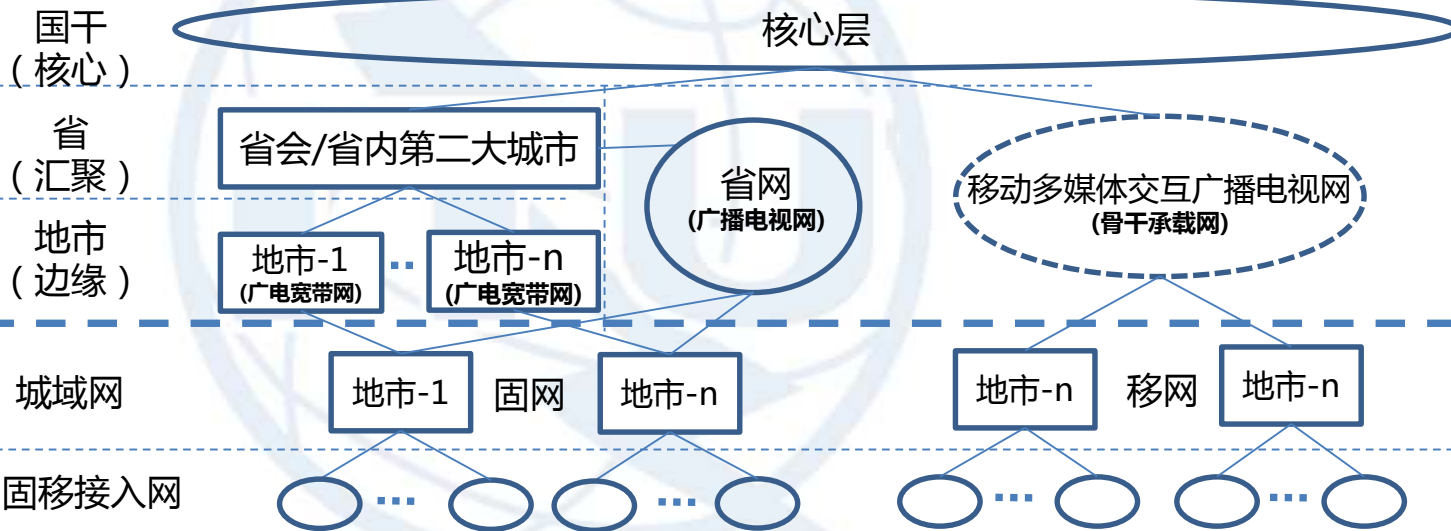 国干
（核心）
核心层
省
（汇聚）
省会/省内第二大城市
省网
(广播电视网)
移动多媒体交互广播电视网
(骨干承载网)
地市
（边缘）
地市-1
(广电宽带网)
..
地市-n
(广电宽带网)
城域网
地市-1
固网
地市-n
地市-n
移网
地市-n
固移接入网
...
...
...
...